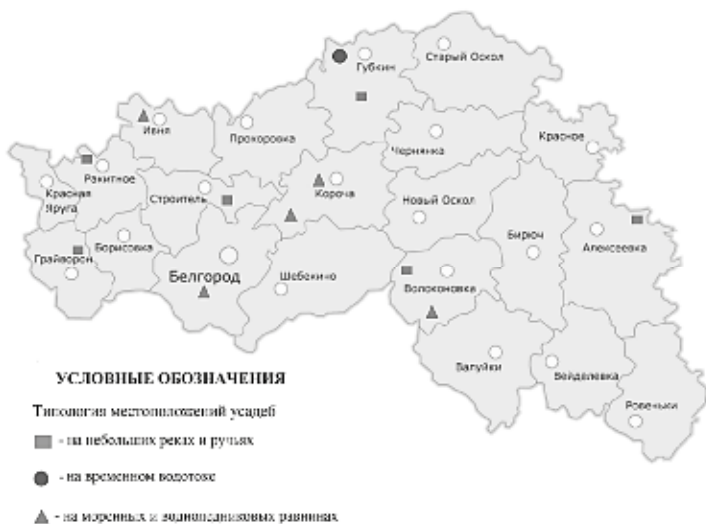 Старый Оскол
Губкин
Ивня
Прохоровка
Чернянка
Красное
Ракитное
Красная
Яруга
Строитель
Короча
Новый Оскол
Бирюч
Алексеевка
Грайворон
Борисовка
Белгород
Шебекино
Волоконовка
Валуйки
Вейделевка
Ровеньки
УСЛОВНЫЕ ОБОЗНАЧЕНИЯ
Типология местоположений усадеб
- на небольших реках и ручьях
- на временном водотоке
- на моренных и водноледниковых равнинах